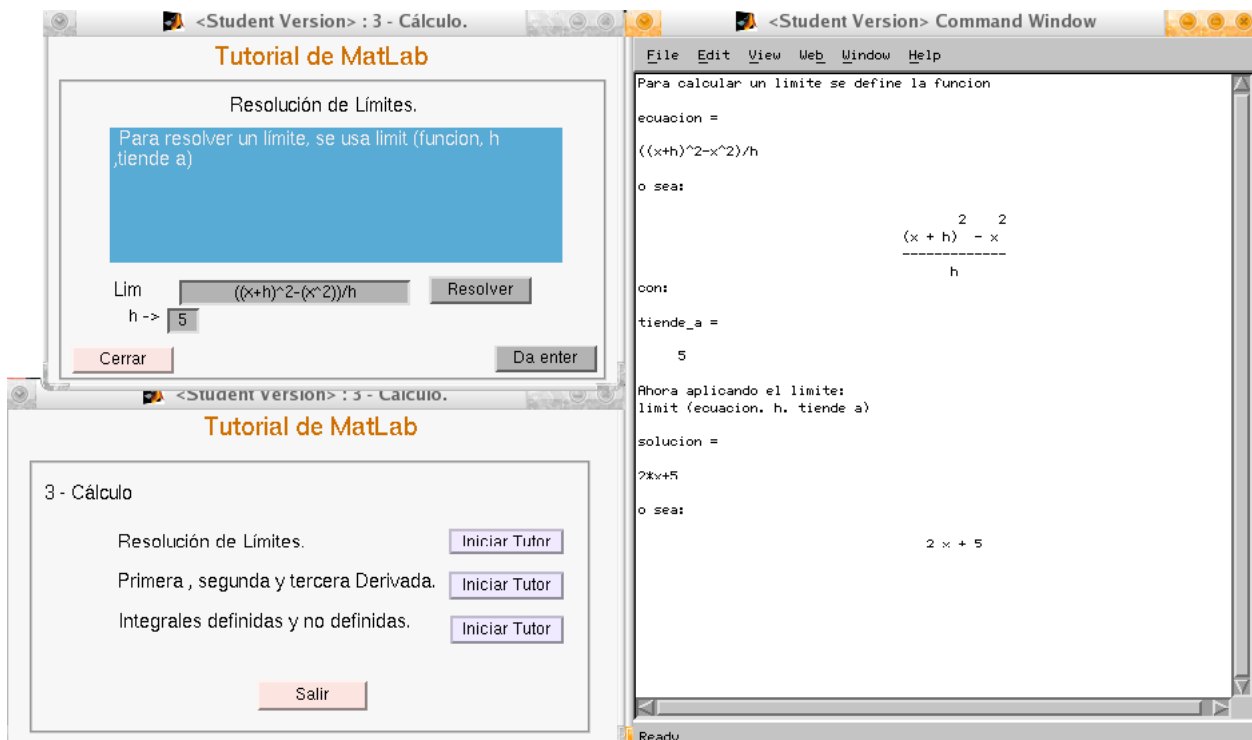 <Student Version> : 3 - Cálculo.
Tutorial de MatLab
Resolución de Límites.
Para resolver un límite, se usa limit (funcion, h
,tiende a)
Lim ((x+h)^2-(x^2))/h Resolver
h -> 5
Cerrar Da enter
<Student Version> : 3 - Cálculo.
Tutorial de MatLab
3 - Cálculo
Resolución de Límites. Iniciar Tutor
Primera , segunda y tercera Derivada. Iniciar Tutor
Integrales definidas y no definidas. Iniciar Tutor
Salir
<Student Version> Command Window
File Edit View Web Window Help
Para calcular un limite se define la funcion
ecuacion =
((x+h)^2-x^2)/h
o sea:
2 2
(x + h) - x
-------------
h
con:
tiende_a =
5
Ahora aplicando el limite:
limit (ecuacion, h, tiende a)
solucion =
2*x+5
o sea:
2 x + 5
Ready